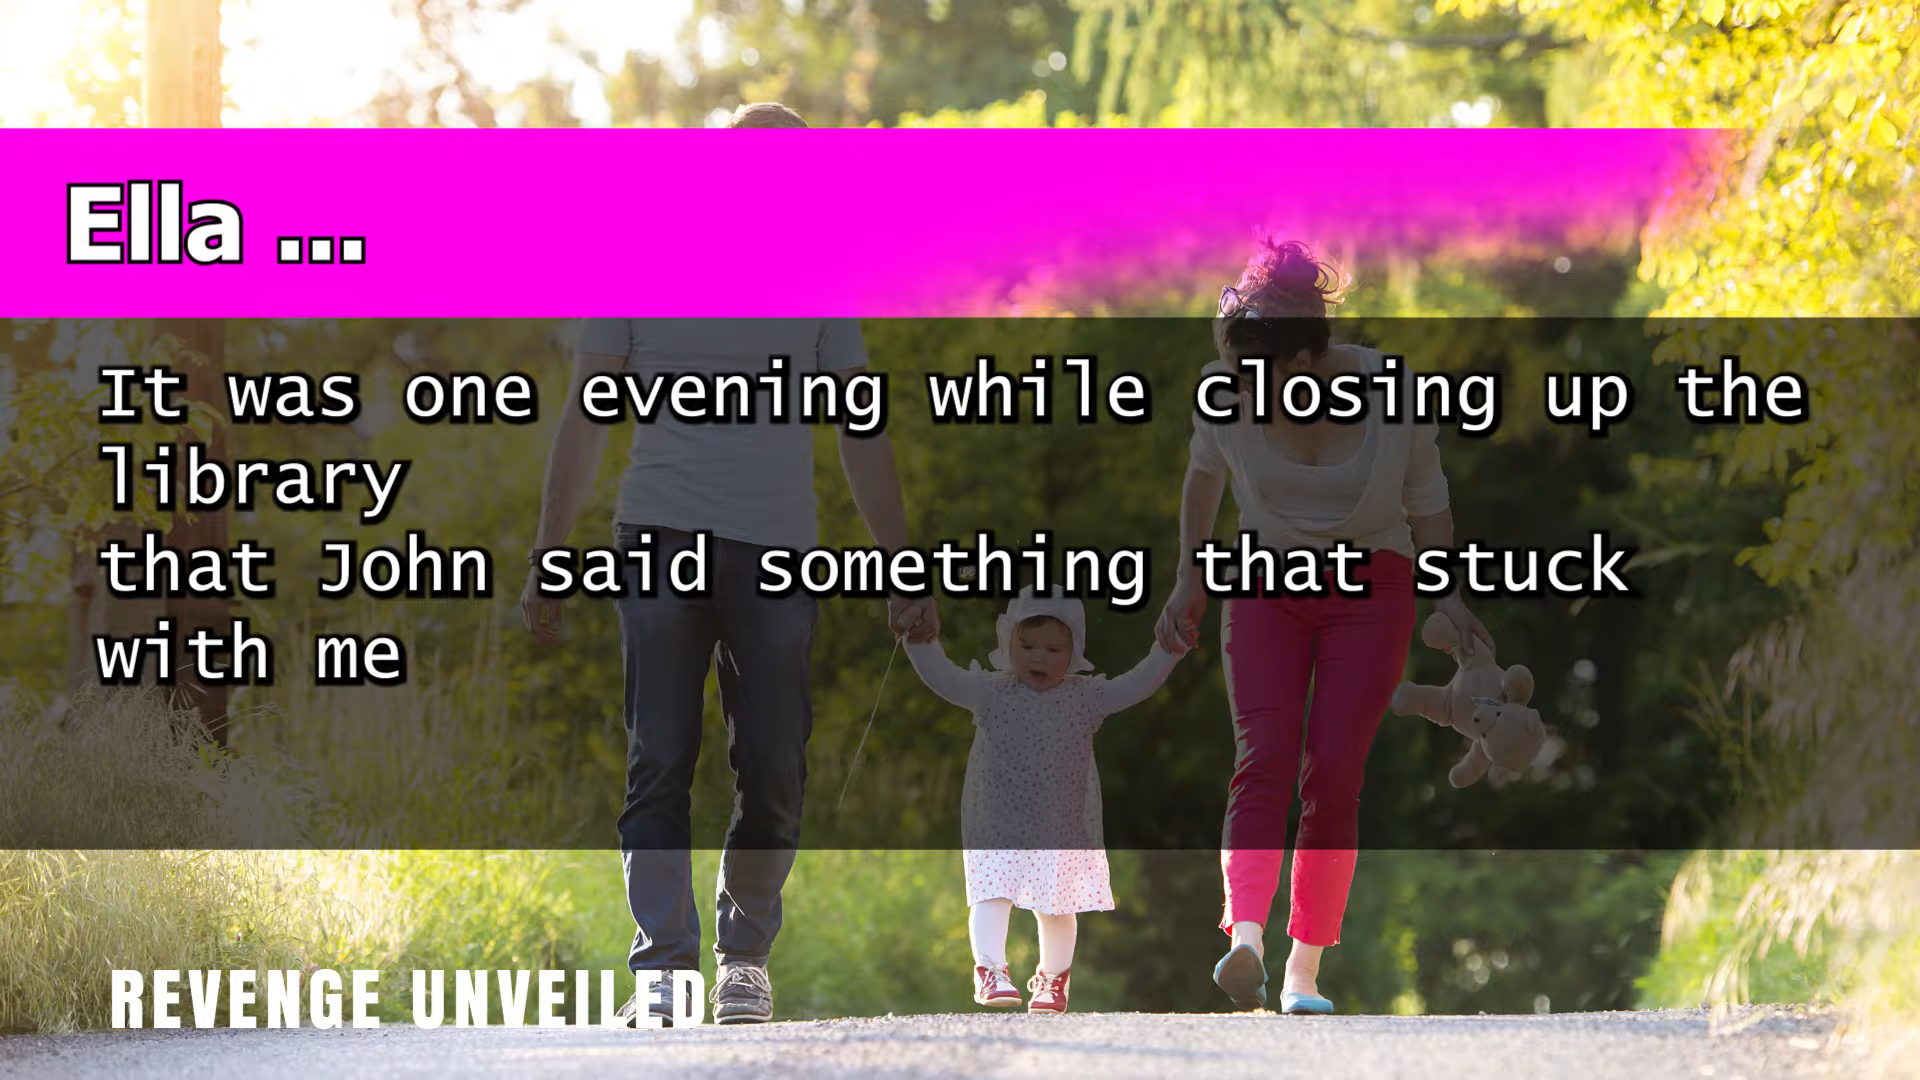 Ella ...
It was one evening while closing up the
library
that John said something that stuck
with me
REVENGE UNVEILED